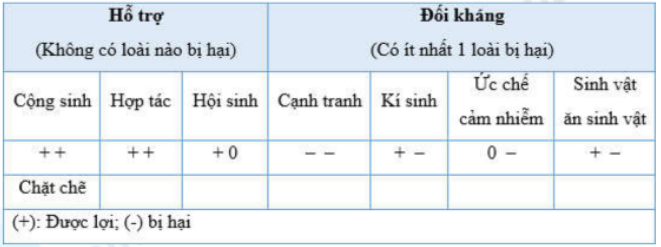 Hỗ trợ
(Không có loài nào bị hại)
Đối kháng
(Có ít nhất 1 loài bị hại)
Cộng sinh
Hợp tác
Hội sinh
Cạnh tranh
Kí sinh
Ức chế
cảm nhiễm
Sinh vật
ăn sinh vật
+ +
+ +
+ 0
– –
+ –
0 –
+ –
Chặt chẽ
(+): Được lợi; (-) bị hại